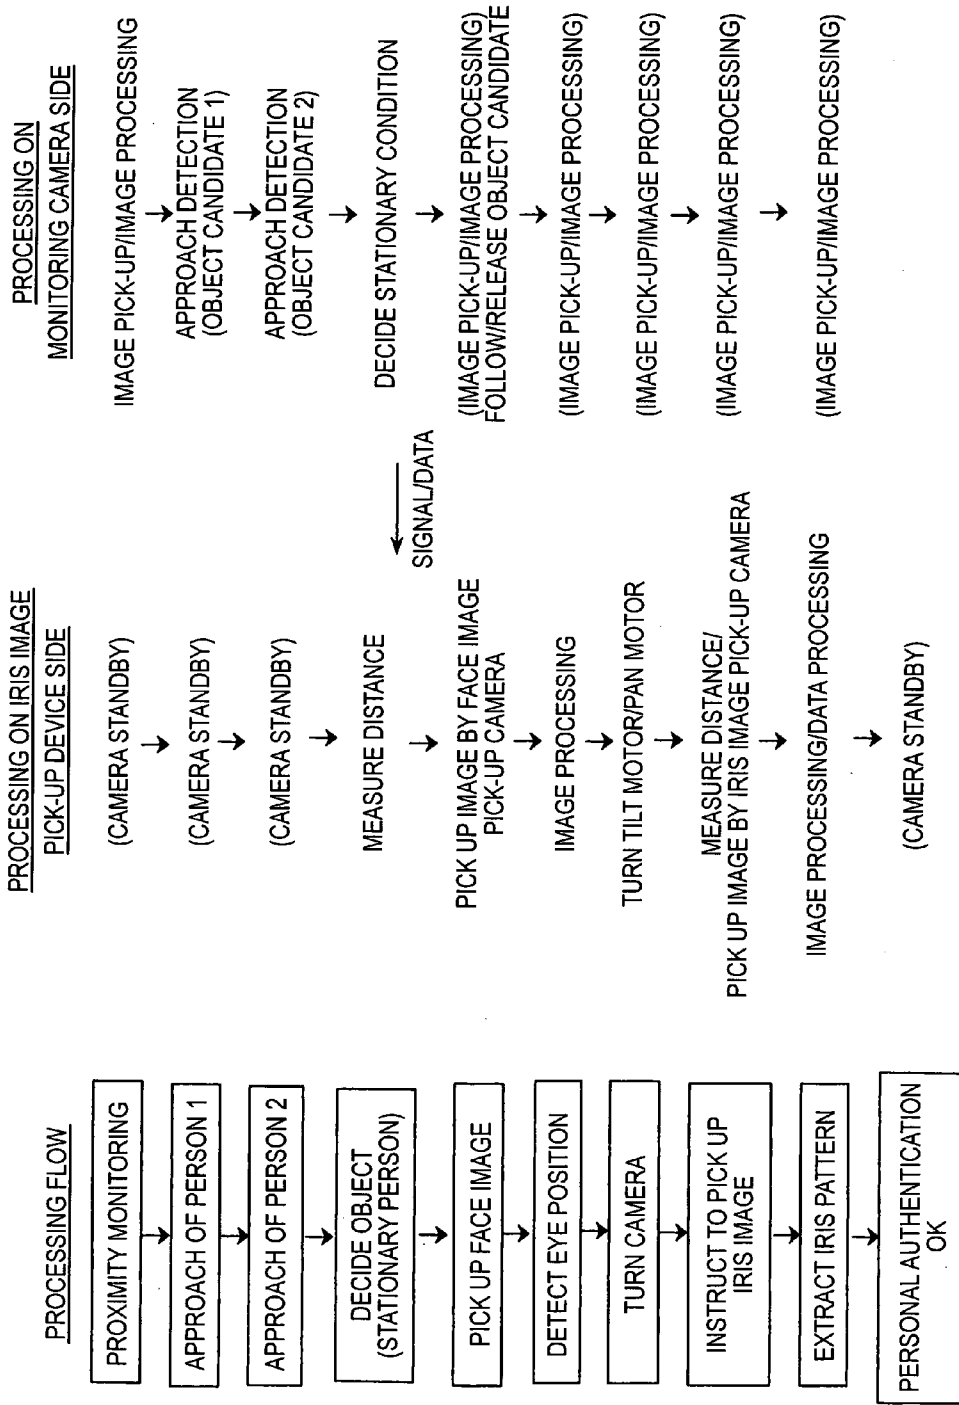 PROCESSING FLOW
PROXIMITY MONITORING
APPROACH OF PERSON 1
APPROACH OF PERSON 2
DECIDE OBJECT
(STATIONARY PERSON)
PICK UP FACE IMAGE
DETECT EYE POSITION
TURN CAMERA
INSTRUCT TO PICK UP
IRIS IMAGE
EXTRACT IRIS PATTERN
PERSONAL AUTHENTICATION
OK
PROCESSING ON IRIS IMAGE
PICK-UP DEVICE SIDE
(CAMERA STANDBY)
(CAMERA STANDBY)
(CAMERA STANDBY)
MEASURE DISTANCE
PICK UP IMAGE BY FACE IMAGE
PICK-UP CAMERA
IMAGE PROCESSING
TURN TILT MOTOR/PAN MOTOR
MEASURE DISTANCE/
PICK UP IMAGE BY IRIS IMAGE PICK-UP CAMERA
IMAGE PROCESSING/DATA PROCESSING
(CAMERA STANDBY)
SIGNAL/DATA
PROCESSING ON
MONITORING CAMERA SIDE
IMAGE PICK-UP/IMAGE PROCESSING
APPROACH DETECTION
(OBJECT CANDIDATE 1)
APPROACH DETECTION
(OBJECT CANDIDATE 2)
DECIDE STATIONARY CONDITION
(IMAGE PICK-UP/IMAGE PROCESSING)
FOLLOW/RELEASE OBJECT CANDIDATE
(IMAGE PICK-UP/IMAGE PROCESSING)
(IMAGE PICK-UP/IMAGE PROCESSING)
(IMAGE PICK-UP/IMAGE PROCESSING)
(IMAGE PICK-UP/IMAGE PROCESSING)